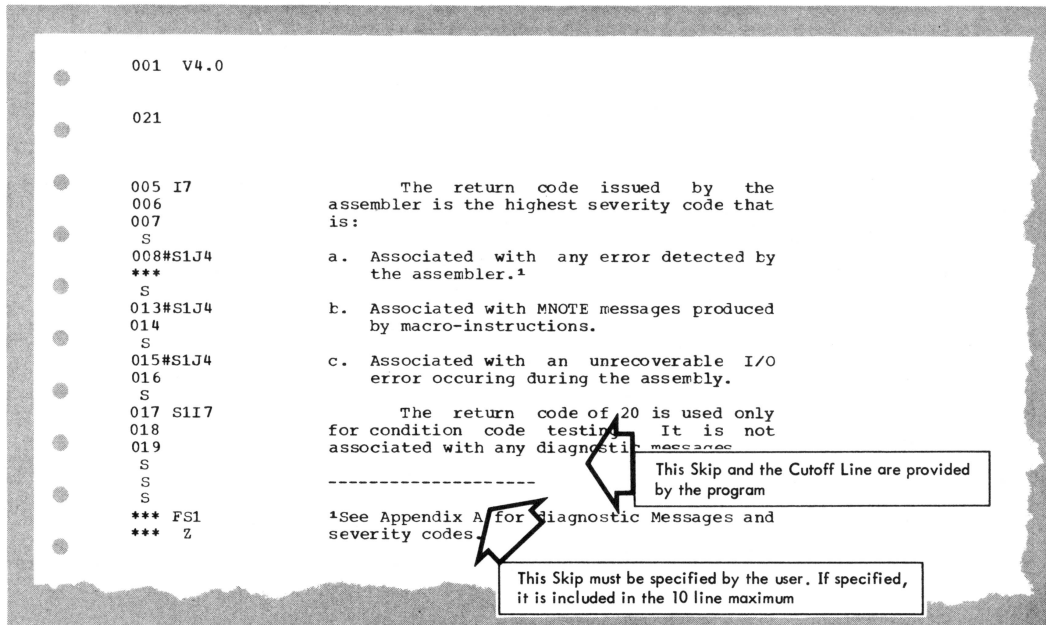 001 V4.0
021
005 I7 The return code issued by the
006 assembler is the highest severity code that
007 is:
S
008#S1J4 a. Associated with any error detected by
*** the assembler.¹
S
013#S1J4 b. Associated with MNOTE messages produced
014 by macro-instructions.
S
015#S1J4 c. Associated with an unrecoverable I/O
016 error occuring during the assembly.
S
017 S1I7 The return code of 20 is used only
018 for condition code testing. It is not
019 associated with any diagnostic messages
S
S --------------------
S
*** FS1 ¹See Appendix A for diagnostic Messages and
*** Z severity codes.
This Skip and the Cutoff Line are provided
by the program
This Skip must be specified by the user. If specified,
it is included in the 10 line maximum